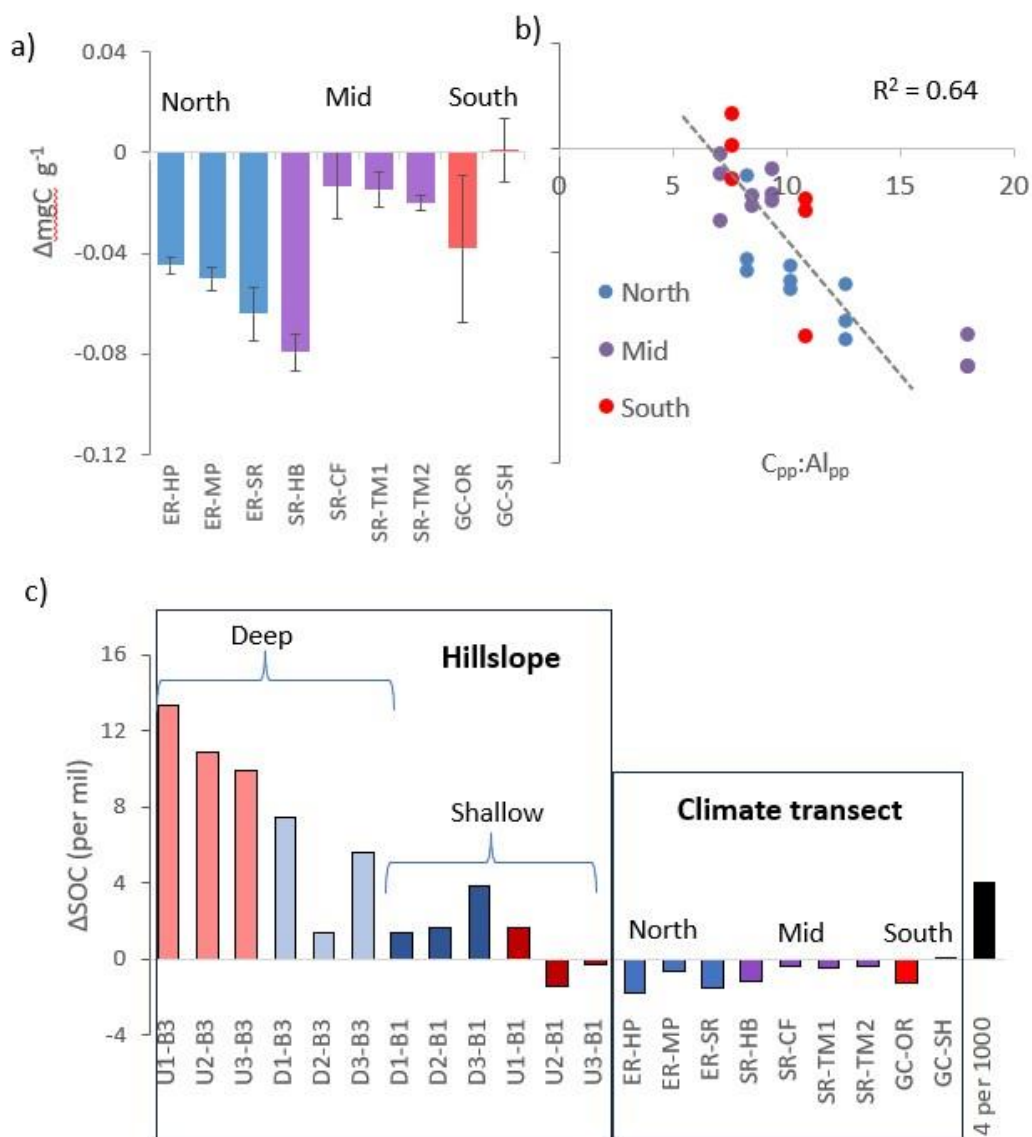 a)
0.04
0
-0.04
-0.08
-0.12
ΔmgC g⁻¹
North
Mid
South
ER-HP
ER-MP
ER-SR
SR-HB
SR-CF
SR-TM1
SR-TM2
GC-OR
GC-SH
b)
R² = 0.64
0
5
10
15
20
North
Mid
South
Cpp:Alpp
c)
16
12
8
4
0
-4
ΔSOC (per mil)
Deep
Hillslope
Shallow
Climate transect
North
Mid
South
U1-B3
U2-B3
U3-B3
D1-B3
D2-B3
D3-B3
D1-B1
D2-B1
D3-B1
U1-B1
U2-B1
U3-B1
ER-HP
ER-MP
ER-SR
SR-HB
SR-CF
SR-TM1
SR-TM2
GC-OR
GC-SH
4 per 1000